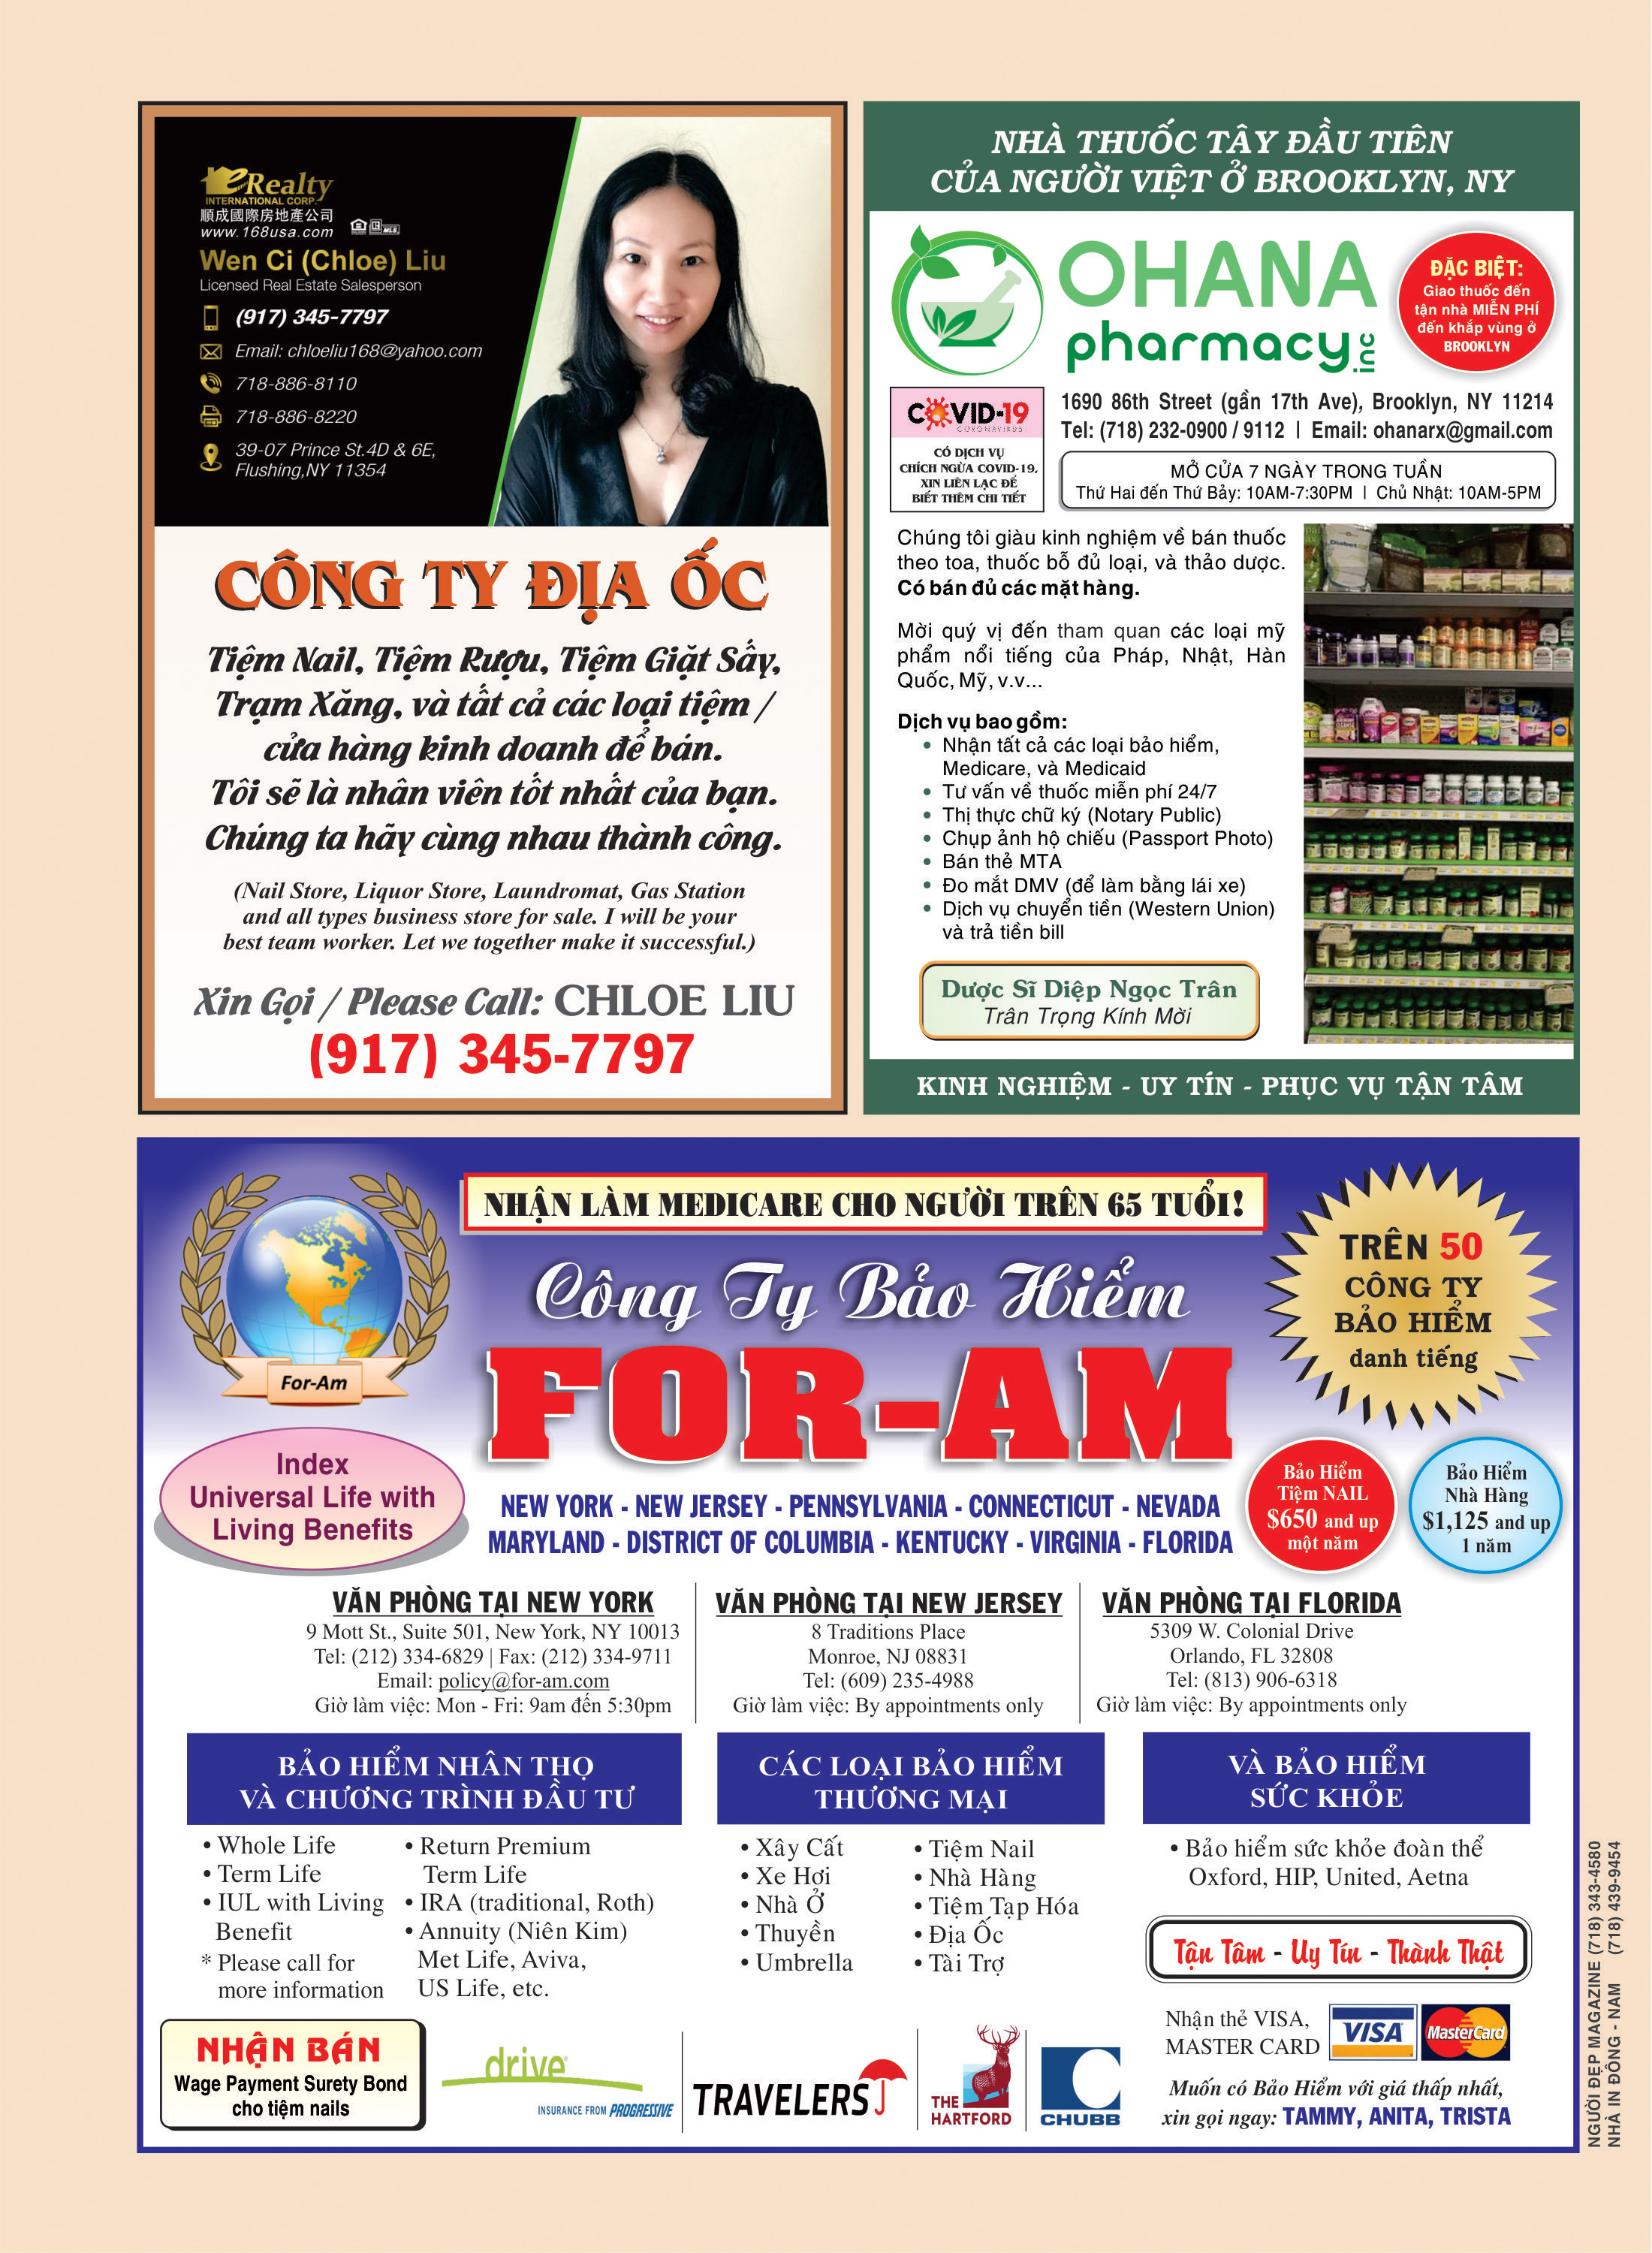 eRealty
INTERNATIONAL CORP.
順成國際房地產公司
www.168usa.com
Wen Ci (Chloe) Liu
Licensed Real Estate Salesperson
(917) 345-7797
Email: chloeliu168@yahoo.com
718-886-8110
718-886-8220
39-07 Prince St.4D & 6E,
Flushing,NY 11354
CÔNG TY ĐỊA ỐC
Tiệm Nail, Tiệm Rượu, Tiệm Giặt Sấy,
Trạm Xăng, và tất cả các loại tiệm /
cửa hàng kinh doanh để bán.
Tôi sẽ là nhân viên tốt nhất của bạn.
Chúng ta hãy cùng nhau thành công.
(Nail Store, Liquor Store, Laundromat, Gas Station
and all types business store for sale. I will be your
best team worker. Let we together make it successful.)
Xin Gọi / Please Call: CHLOE LIU
(917) 345-7797
NHÀ THUỐC TÂY ĐẦU TIÊN
CỦA NGƯỜI VIỆT Ở BROOKLYN, NY
OHANA
pharmacy inc
ĐẶC BIỆT:
Giao thuốc đến
tận nhà MIỄN PHÍ
đến khắp vùng ở
BROOKLYN
COVID-19
CORONAVIRUS
CÓ DỊCH VỤ
CHÍCH NGỪA COVID-19,
XIN LIÊN LẠC ĐỂ
BIẾT THÊM CHI TIẾT
1690 86th Street (gần 17th Ave), Brooklyn, NY 11214
Tel: (718) 232-0900 / 9112 | Email: ohanarx@gmail.com
MỞ CỬA 7 NGÀY TRONG TUẦN
Thứ Hai đến Thứ Bảy: 10AM-7:30PM | Chủ Nhật: 10AM-5PM
Chúng tôi giàu kinh nghiệm về bán thuốc
theo toa, thuốc bổ đủ loại, và thảo dược.
Có bán đủ các mặt hàng.
Mời quý vị đến tham quan các loại mỹ
phẩm nổi tiếng của Pháp, Nhật, Hàn
Quốc, Mỹ, v.v...
Dịch vụ bao gồm:
• Nhận tất cả các loại bảo hiểm,
Medicare, và Medicaid
• Tư vấn về thuốc miễn phí 24/7
• Thị thực chữ ký (Notary Public)
• Chụp ảnh hộ chiếu (Passport Photo)
• Bán thẻ MTA
• Đo mắt DMV (để làm bằng lái xe)
• Dịch vụ chuyển tiền (Western Union)
và trả tiền bill
Dược Sĩ Diệp Ngọc Trân
Trân Trọng Kính Mời
KINH NGHIỆM - UY TÍN - PHỤC VỤ TẬN TÂM
NHẬN LÀM MEDICARE CHO NGƯỜI TRÊN 65 TUỔI!
Công Ty Bảo Hiểm
FOR-AM
For-Am
TRÊN 50
CÔNG TY
BẢO HIỂM
danh tiếng
Index
Universal Life with
Living Benefits
NEW YORK - NEW JERSEY - PENNSYLVANIA - CONNECTICUT - NEVADA
MARYLAND - DISTRICT OF COLUMBIA - KENTUCKY - VIRGINIA - FLORIDA
Bảo Hiểm
Tiệm NAIL
$650 and up
một năm
Bảo Hiểm
Nhà Hàng
$1,125 and up
1 năm
VĂN PHÒNG TẠI NEW YORK
9 Mott St., Suite 501, New York, NY 10013
Tel: (212) 334-6829 | Fax: (212) 334-9711
Email: policy@for-am.com
Giờ làm việc: Mon - Fri: 9am đến 5:30pm
VĂN PHÒNG TẠI NEW JERSEY
8 Traditions Place
Monroe, NJ 08831
Tel: (609) 235-4988
Giờ làm việc: By appointments only
VĂN PHÒNG TẠI FLORIDA
5309 W. Colonial Drive
Orlando, FL 32808
Tel: (813) 906-6318
Giờ làm việc: By appointments only
BẢO HIỂM NHÂN THỌ
VÀ CHƯƠNG TRÌNH ĐẦU TƯ
• Whole Life
• Term Life
• IUL with Living
Benefit
* Please call for
more information
• Return Premium
Term Life
• IRA (traditional, Roth)
• Annuity (Niên Kim)
Met Life, Aviva,
US Life, etc.
CÁC LOẠI BẢO HIỂM
THƯƠNG MẠI
• Xây Cất
• Xe Hơi
• Nhà Ở
• Thuyền
• Umbrella
• Tiệm Nail
• Nhà Hàng
• Tiệm Tạp Hóa
• Địa Ốc
• Tài Trợ
VÀ BẢO HIỂM
SỨC KHỎE
• Bảo hiểm sức khỏe đoàn thể
Oxford, HIP, United, Aetna
Tận Tâm - Uy Tín - Thành Thật
NHẬN BÁN
Wage Payment Surety Bond
cho tiệm nails
drive
INSURANCE FROM PROGRESSIVE
TRAVELERS
THE
HARTFORD
CHUBB
Nhận thẻ VISA,
MASTER CARD
VISA
MasterCard
Muốn có Bảo Hiểm với giá thấp nhất,
xin gọi ngay: TAMMY, ANITA, TRISTA
NGƯỜI ĐẸP MAGAZINE (718) 343-4580
NHÀ IN ĐÔNG - NAM (718) 439-9454